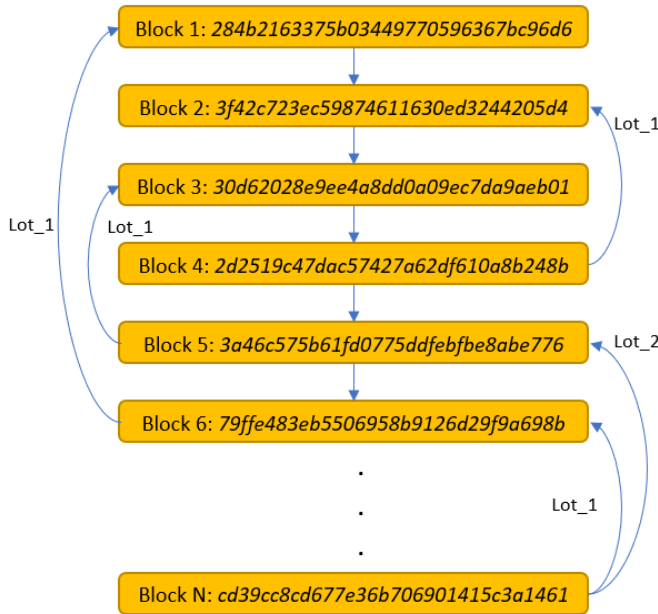 Block 1: 284b2163375b03449770596367bc96d6
Block 2: 3f42c723ec59874611630ed3244205d4
Lot_1
Block 3: 30d62028e9ee4a8dd0a09ec7da9aeb01
Lot_1
Lot_1
Block 4: 2d2519c47dac57427a62df610a8b248b
Block 5: 3a46c575b61fd0775ddfebfbe8abe776
Lot_2
Block 6: 79ffe483eb5506958b9126d29f9a698b
.
.
Lot_1
.
Block N: cd39cc8cd677e36b706901415c3a1461